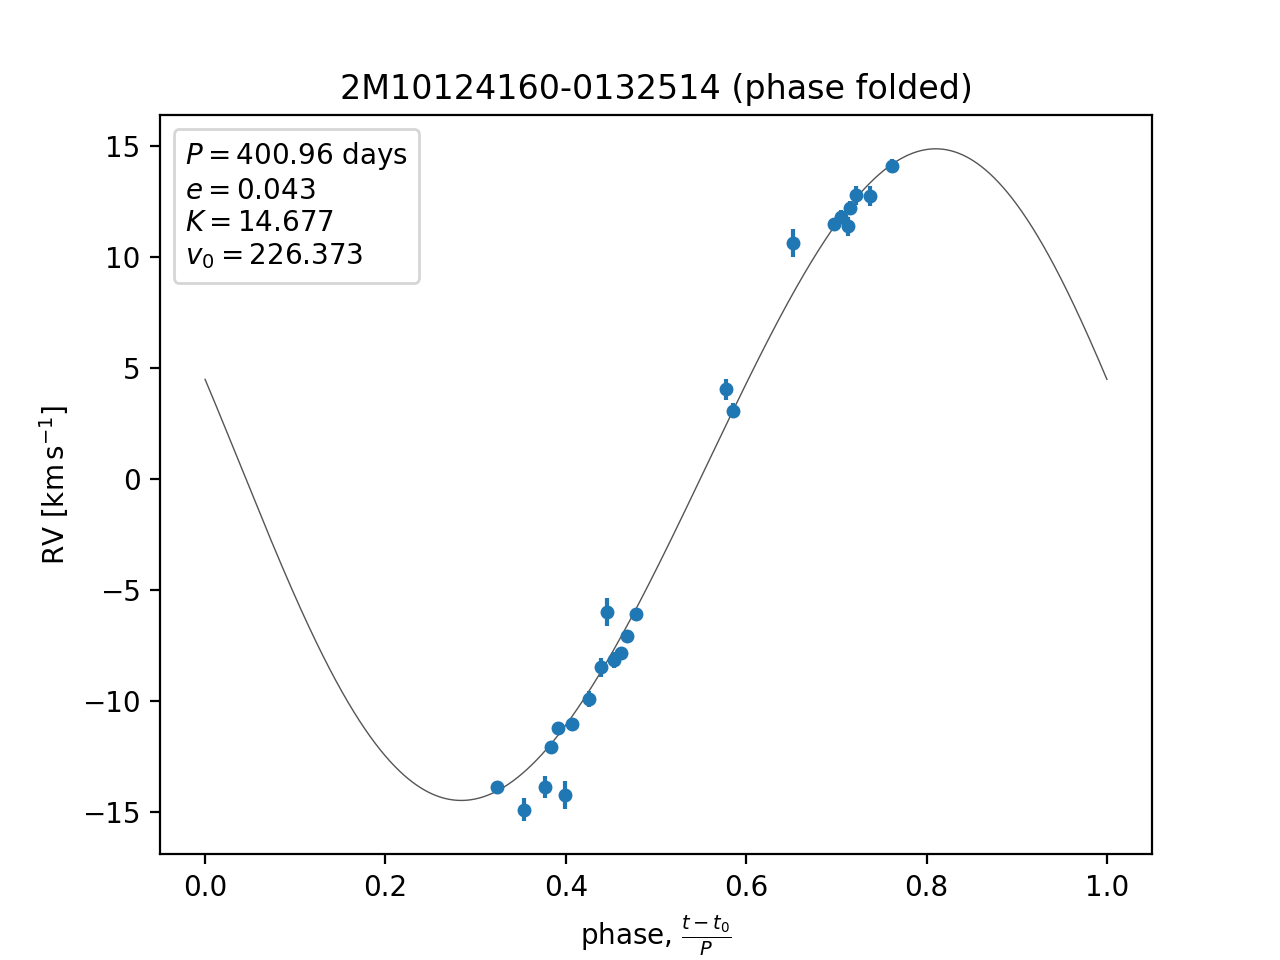 2M10124160-0132514 (phase folded)
P = 400.96 days
e = 0.043
K = 14.677
v₀ = 226.373
15
10
5
0
−5
−10
−15
RV [km s⁻¹]
0.0 0.2 0.4 0.6 0.8 1.0
phase, (t − t₀)/P